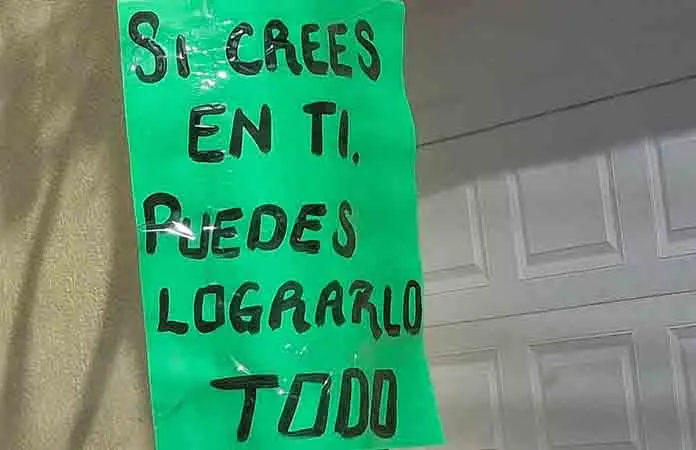 SI CREES
EN TI.
PUEDES
LOGRARLO
TODO